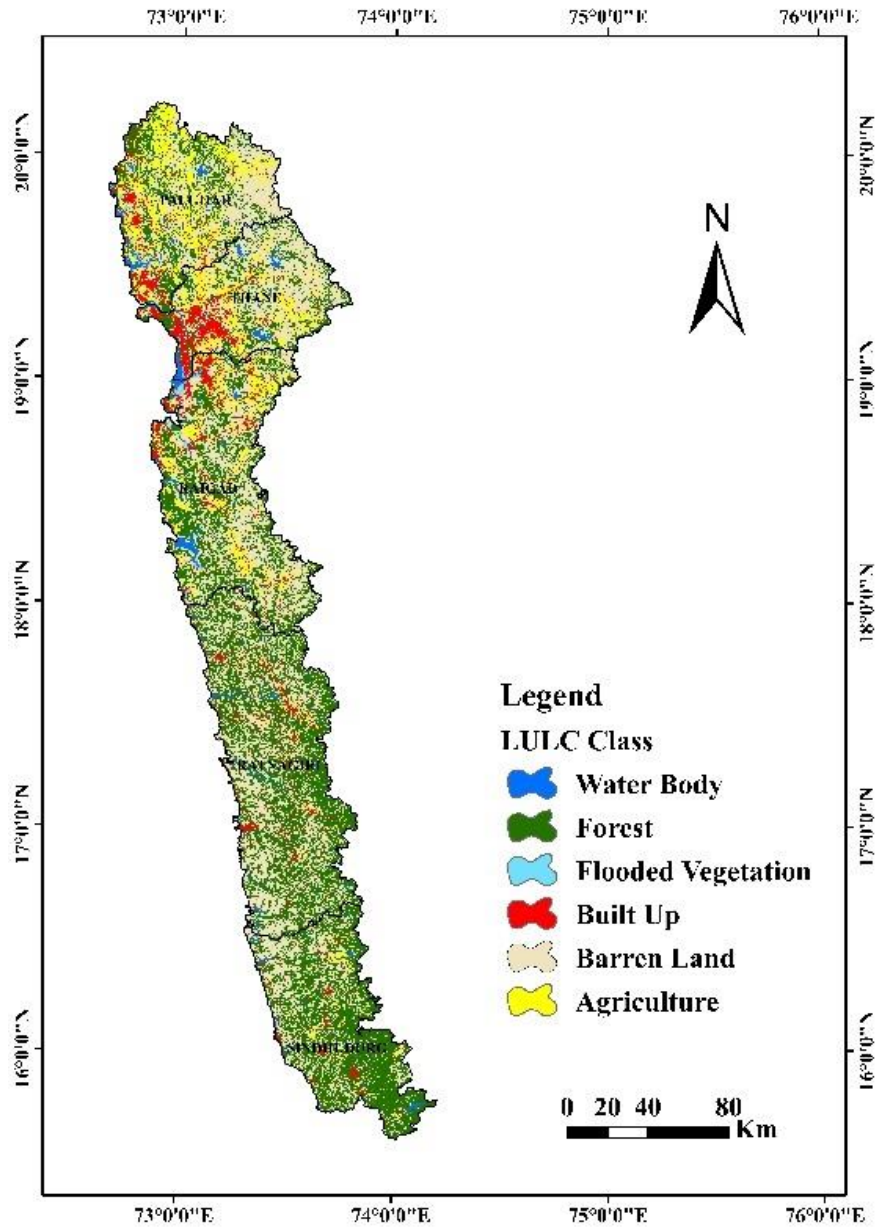 73°0'0"E 74°0'0"E 75°0'0"E 76°0'0"E
20°0'0"N 20°0'0"N
PALGHAR
N
THANE
19°0'0"N 19°0'0"N
RAIGAD
18°0'0"N 18°0'0"N
Legend
LULC Class
RATNAGIRI
Water Body
Forest
17°0'0"N 17°0'0"N
Flooded Vegetation
Built Up
Barren Land
Agriculture
SINDHUDURG
16°0'0"N 16°0'0"N
0 20 40 80
Km
73°0'0"E 74°0'0"E 75°0'0"E 76°0'0"E